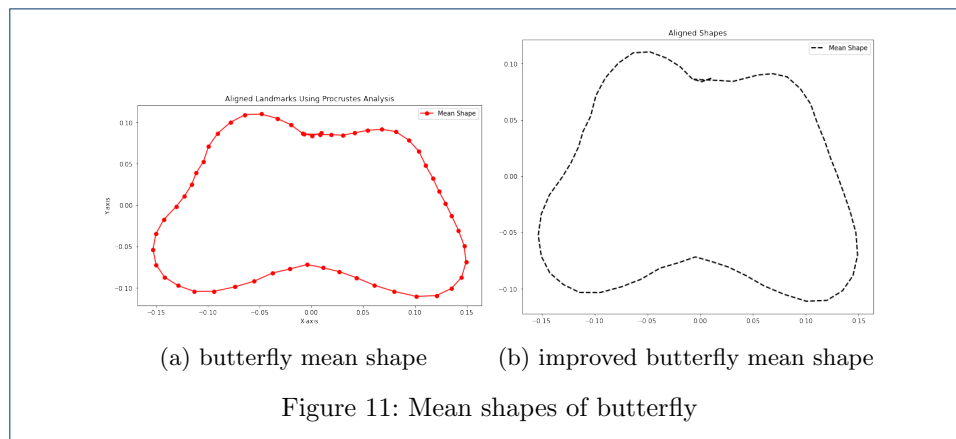 Aligned Landmarks Using Procrustes Analysis
Mean Shape
0.10
0.05
0.00
−0.05
−0.10
Y-axis
−0.15
−0.10
−0.05
0.00
0.05
0.10
0.15
X-axis
(a) butterfly mean shape
Aligned Shapes
Mean Shape
0.10
0.05
0.00
−0.05
−0.10
−0.15
−0.10
−0.05
0.00
0.05
0.10
0.15
(b) improved butterfly mean shape
Figure 11: Mean shapes of butterfly